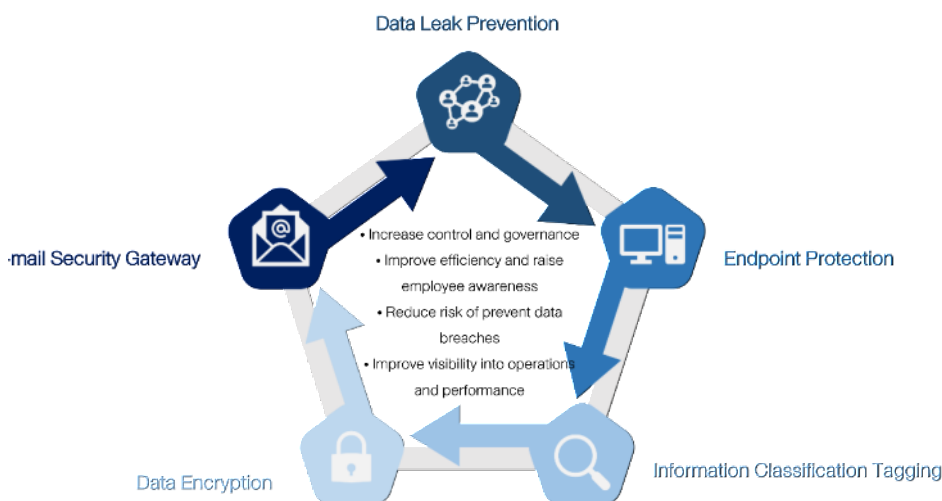 Data Leak Prevention
-mail Security Gateway
• Increase control and governance
• Improve efficiency and raise
employee awareness
• Reduce risk of prevent data
breaches
• Improve visibility into operations
and performance
Endpoint Protection
Data Encryption
Information Classification Tagging
@